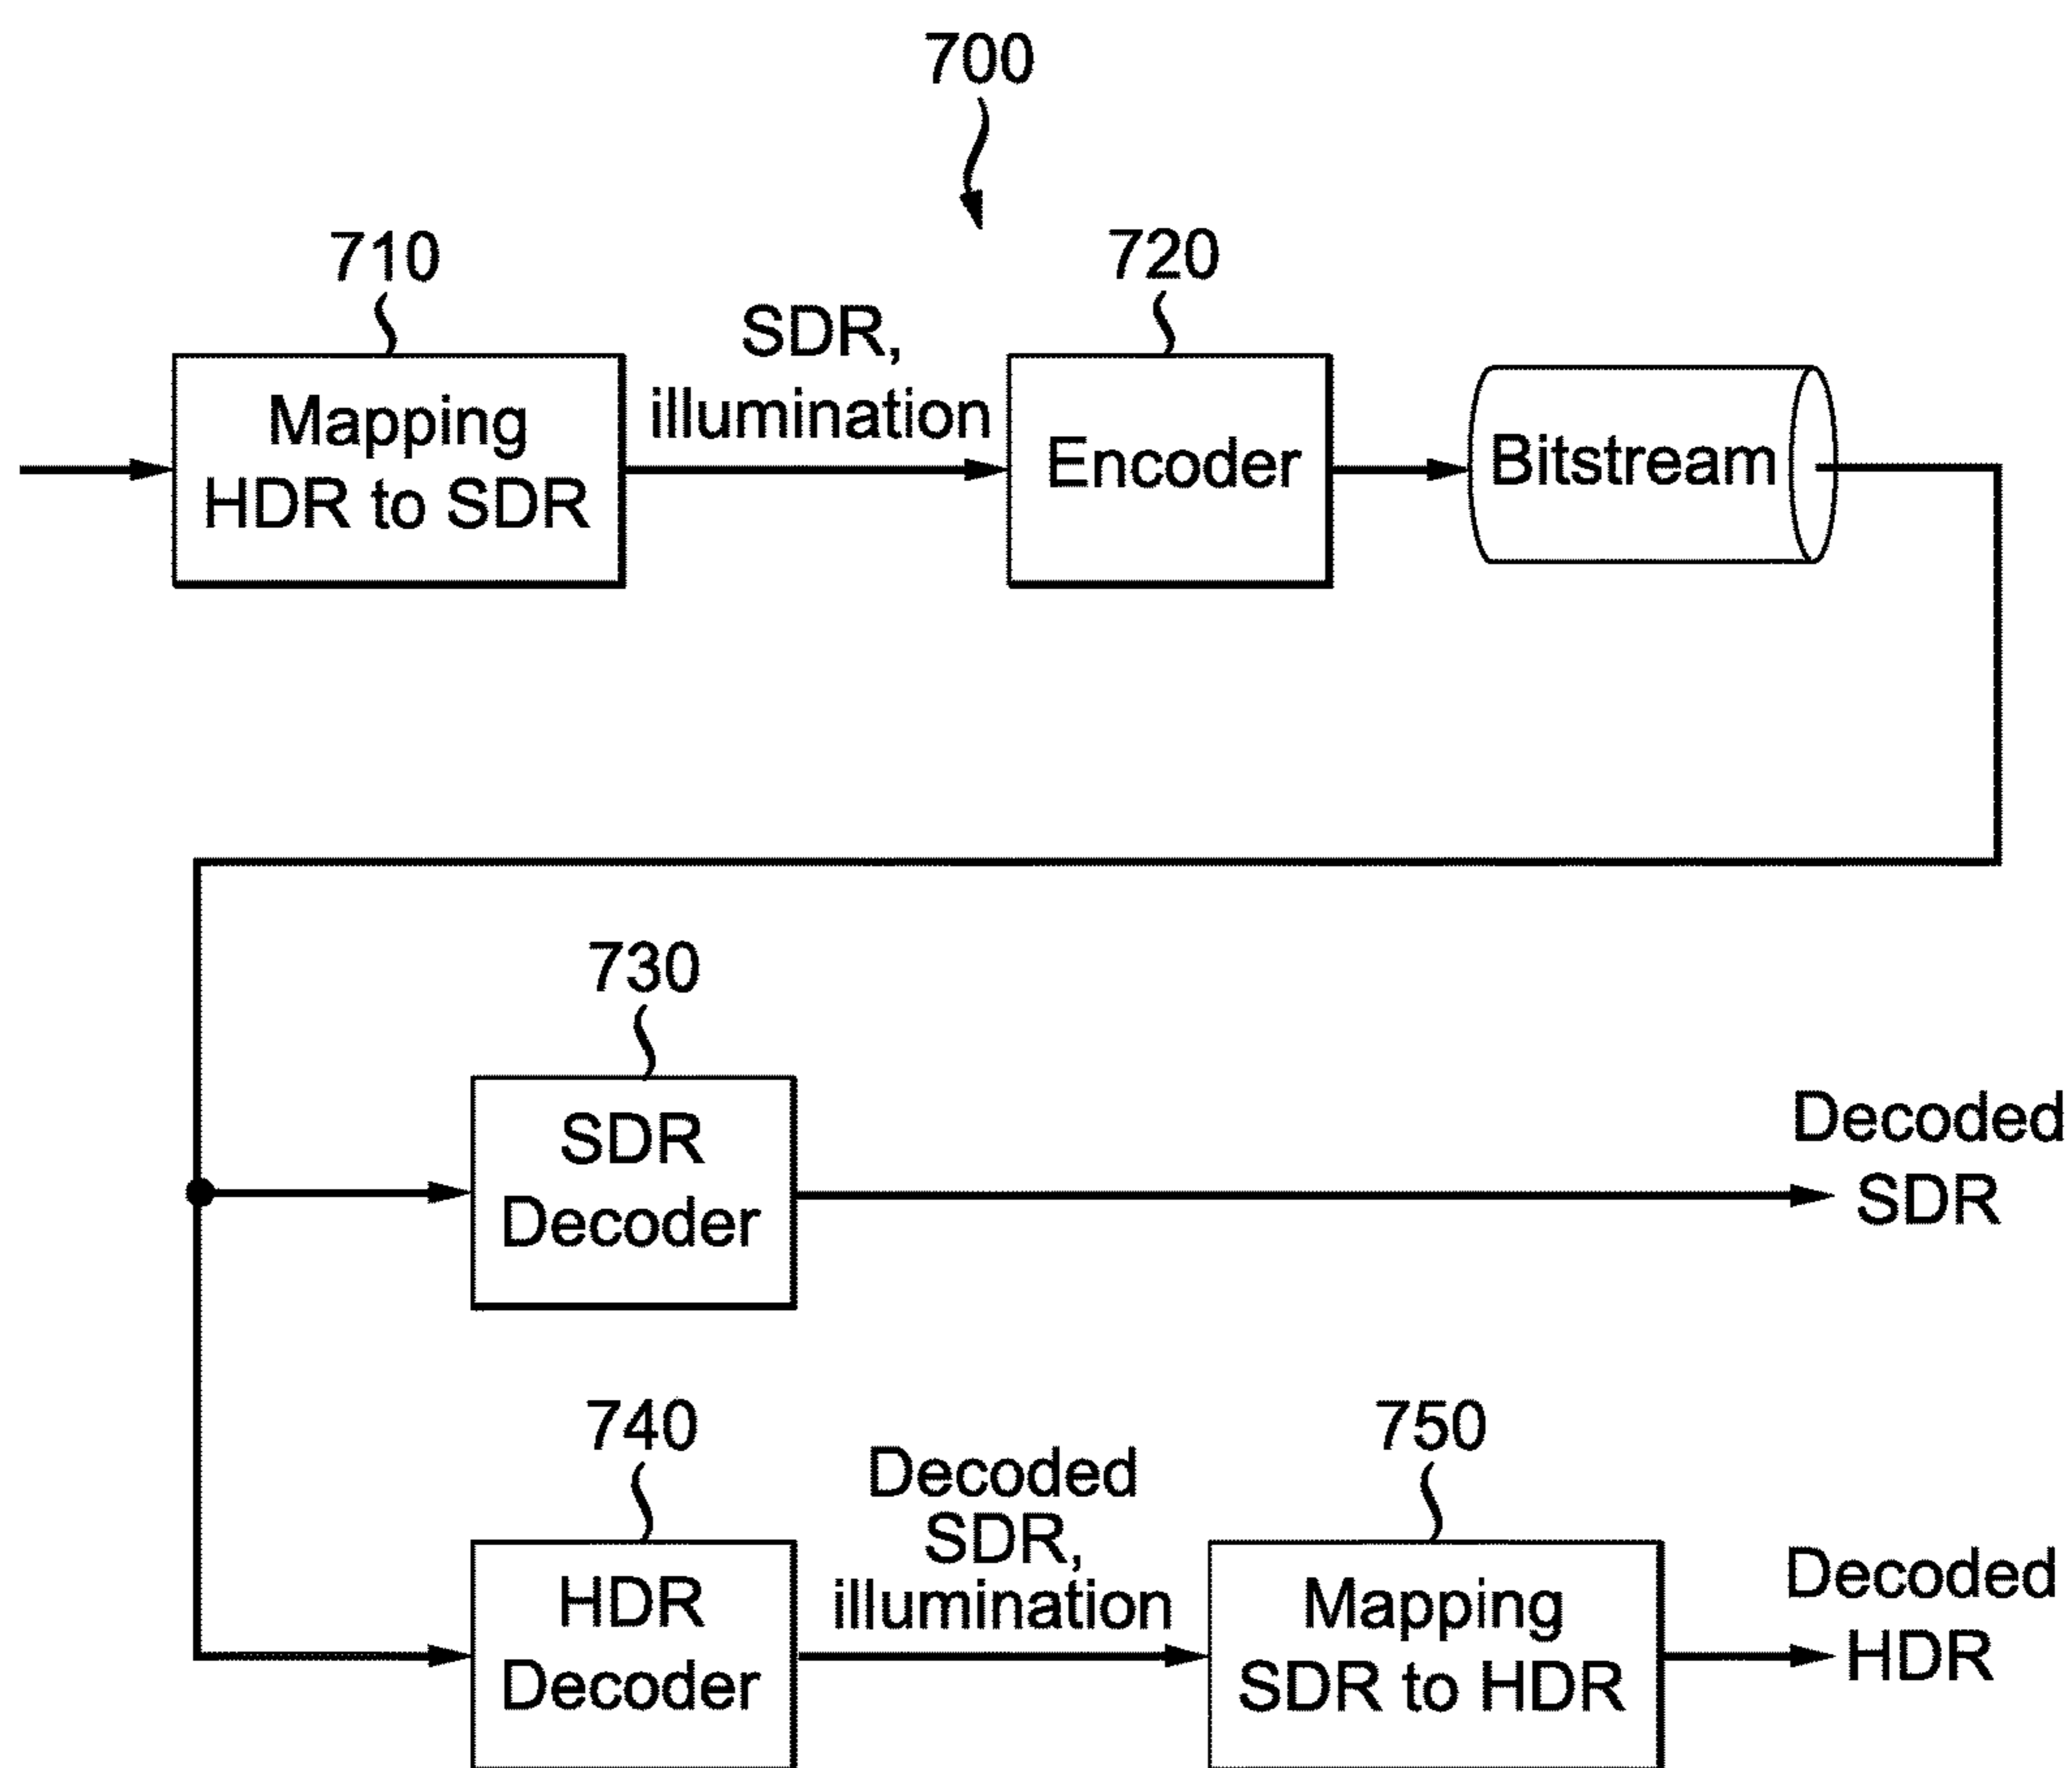 700
710
720
SDR,
illumination
Mapping
HDR to SDR
Encoder
Bitstream
730
SDR
Decoder
Decoded
SDR
740
750
HDR
Decoder
Decoded
SDR,
illumination
Mapping
SDR to HDR
Decoded
HDR